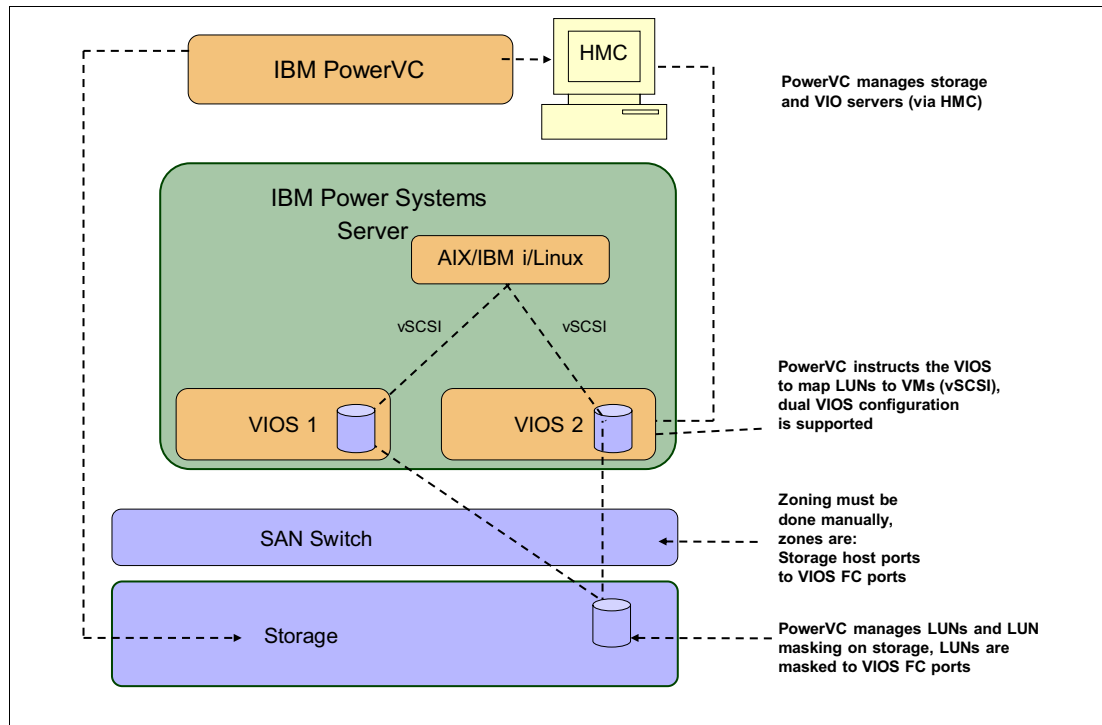 IBM PowerVC
HMC
PowerVC manages storage
and VIO servers (via HMC)
IBM Power Systems
Server
AIX/IBM i/Linux
vSCSI
vSCSI
PowerVC instructs the VIOS
to map LUNs to VMs (vSCSI),
dual VIOS configuration
is supported
VIOS 1
VIOS 2
Zoning must be
done manually,
zones are:
Storage host ports
to VIOS FC ports
SAN Switch
Storage
PowerVC manages LUNs and LUN
masking on storage, LUNs are
masked to VIOS FC ports